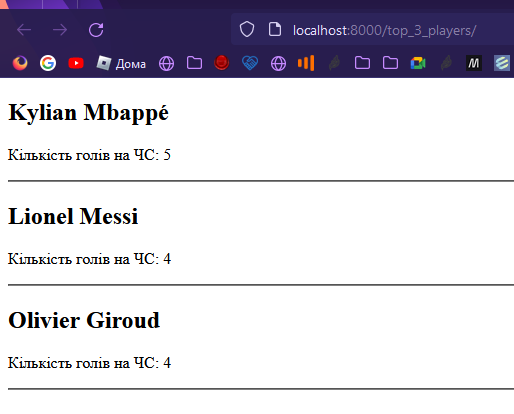 localhost:8000/top_3_players/
Дома
Kylian Mbappé
Кількість голів на ЧС: 5
Lionel Messi
Кількість голів на ЧС: 4
Olivier Giroud
Кількість голів на ЧС: 4